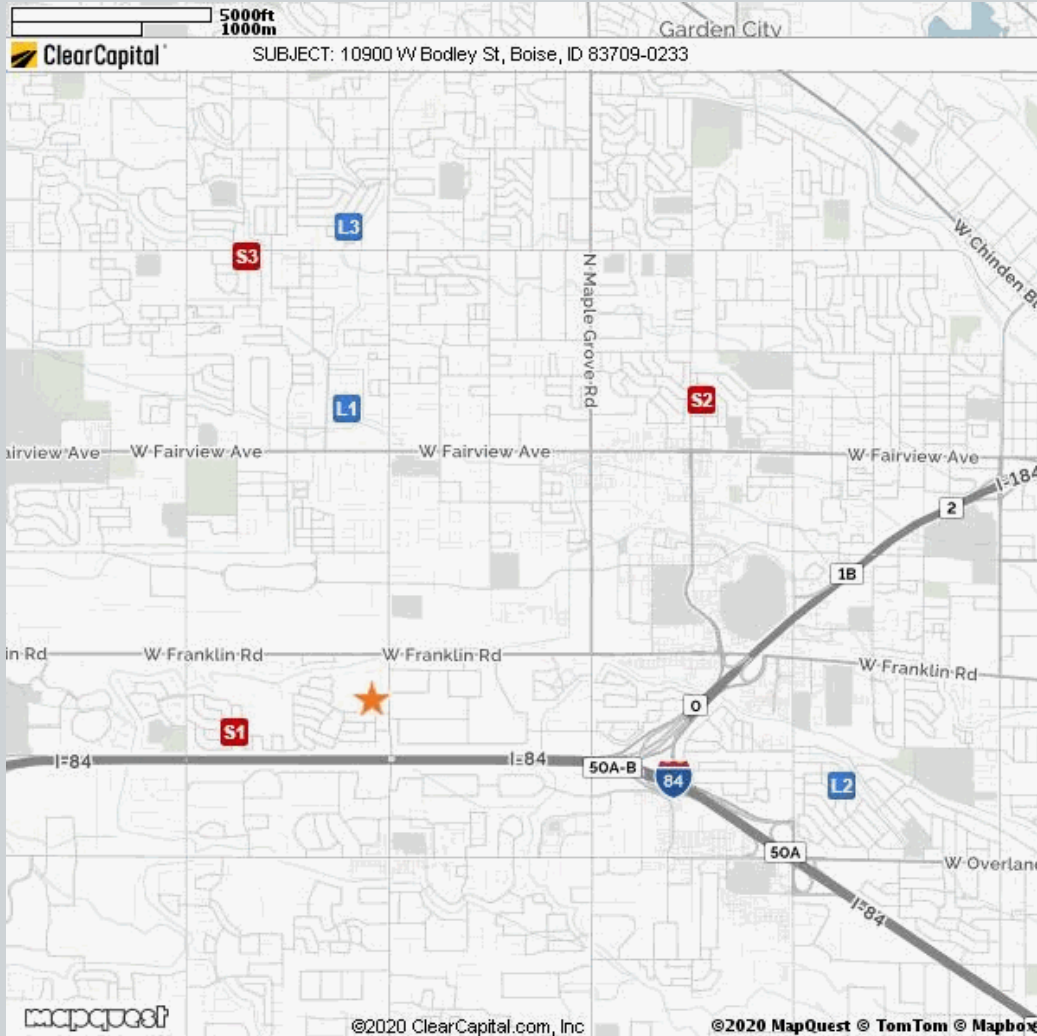 5000ft
1000m
Garden City
ClearCapital
SUBJECT: 10900 W Bodley St, Boise, ID 83709-0233
L3
S3
W Chinden
N Maple Grove Rd
S2
L1
airview Ave
W Fairview Ave
W Fairview Ave
W Fairview Ave
I-184
2
1B
in Rd
W Franklin Rd
W Franklin Rd
W Franklin Rd
0
S1
I-84
I-84
50A-B
84
L2
50A
W Overlan
I-84
mapquest
©2020 ClearCapital.com, Inc
©2020 MapQuest © TomTom © Mapbox